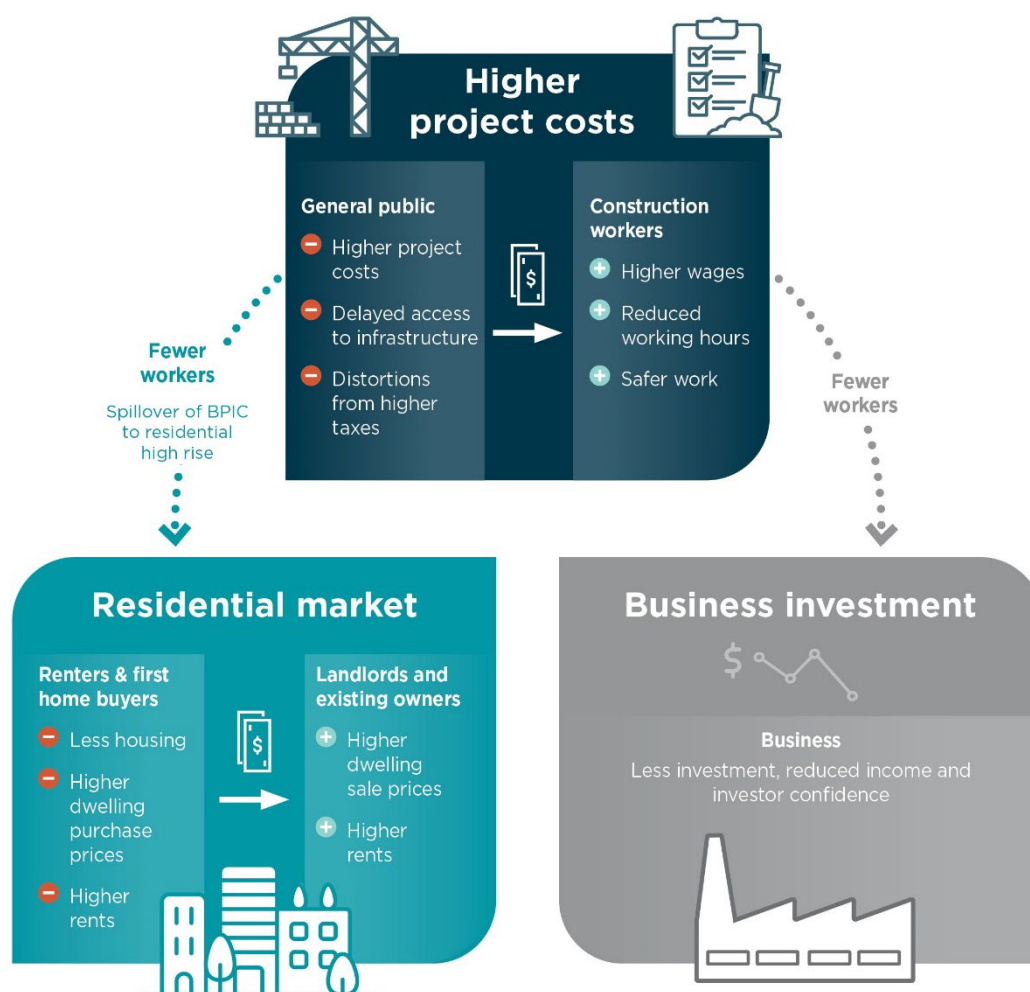 Higher
project costs
General public
Higher project
costs
Delayed access
to infrastructure
Distortions
from higher
taxes
$
Construction
workers
Higher wages
Reduced
working hours
Safer work
Fewer
workers
Spillover of BPIC
to residential
high rise
Fewer
workers
Residential market
Renters & first
home buyers
Less housing
Higher
dwelling
purchase
prices
Higher
rents
$
Landlords and
existing owners
Higher
dwelling
sale prices
Higher
rents
Business investment
$
Business
Less investment, reduced income and
investor confidence